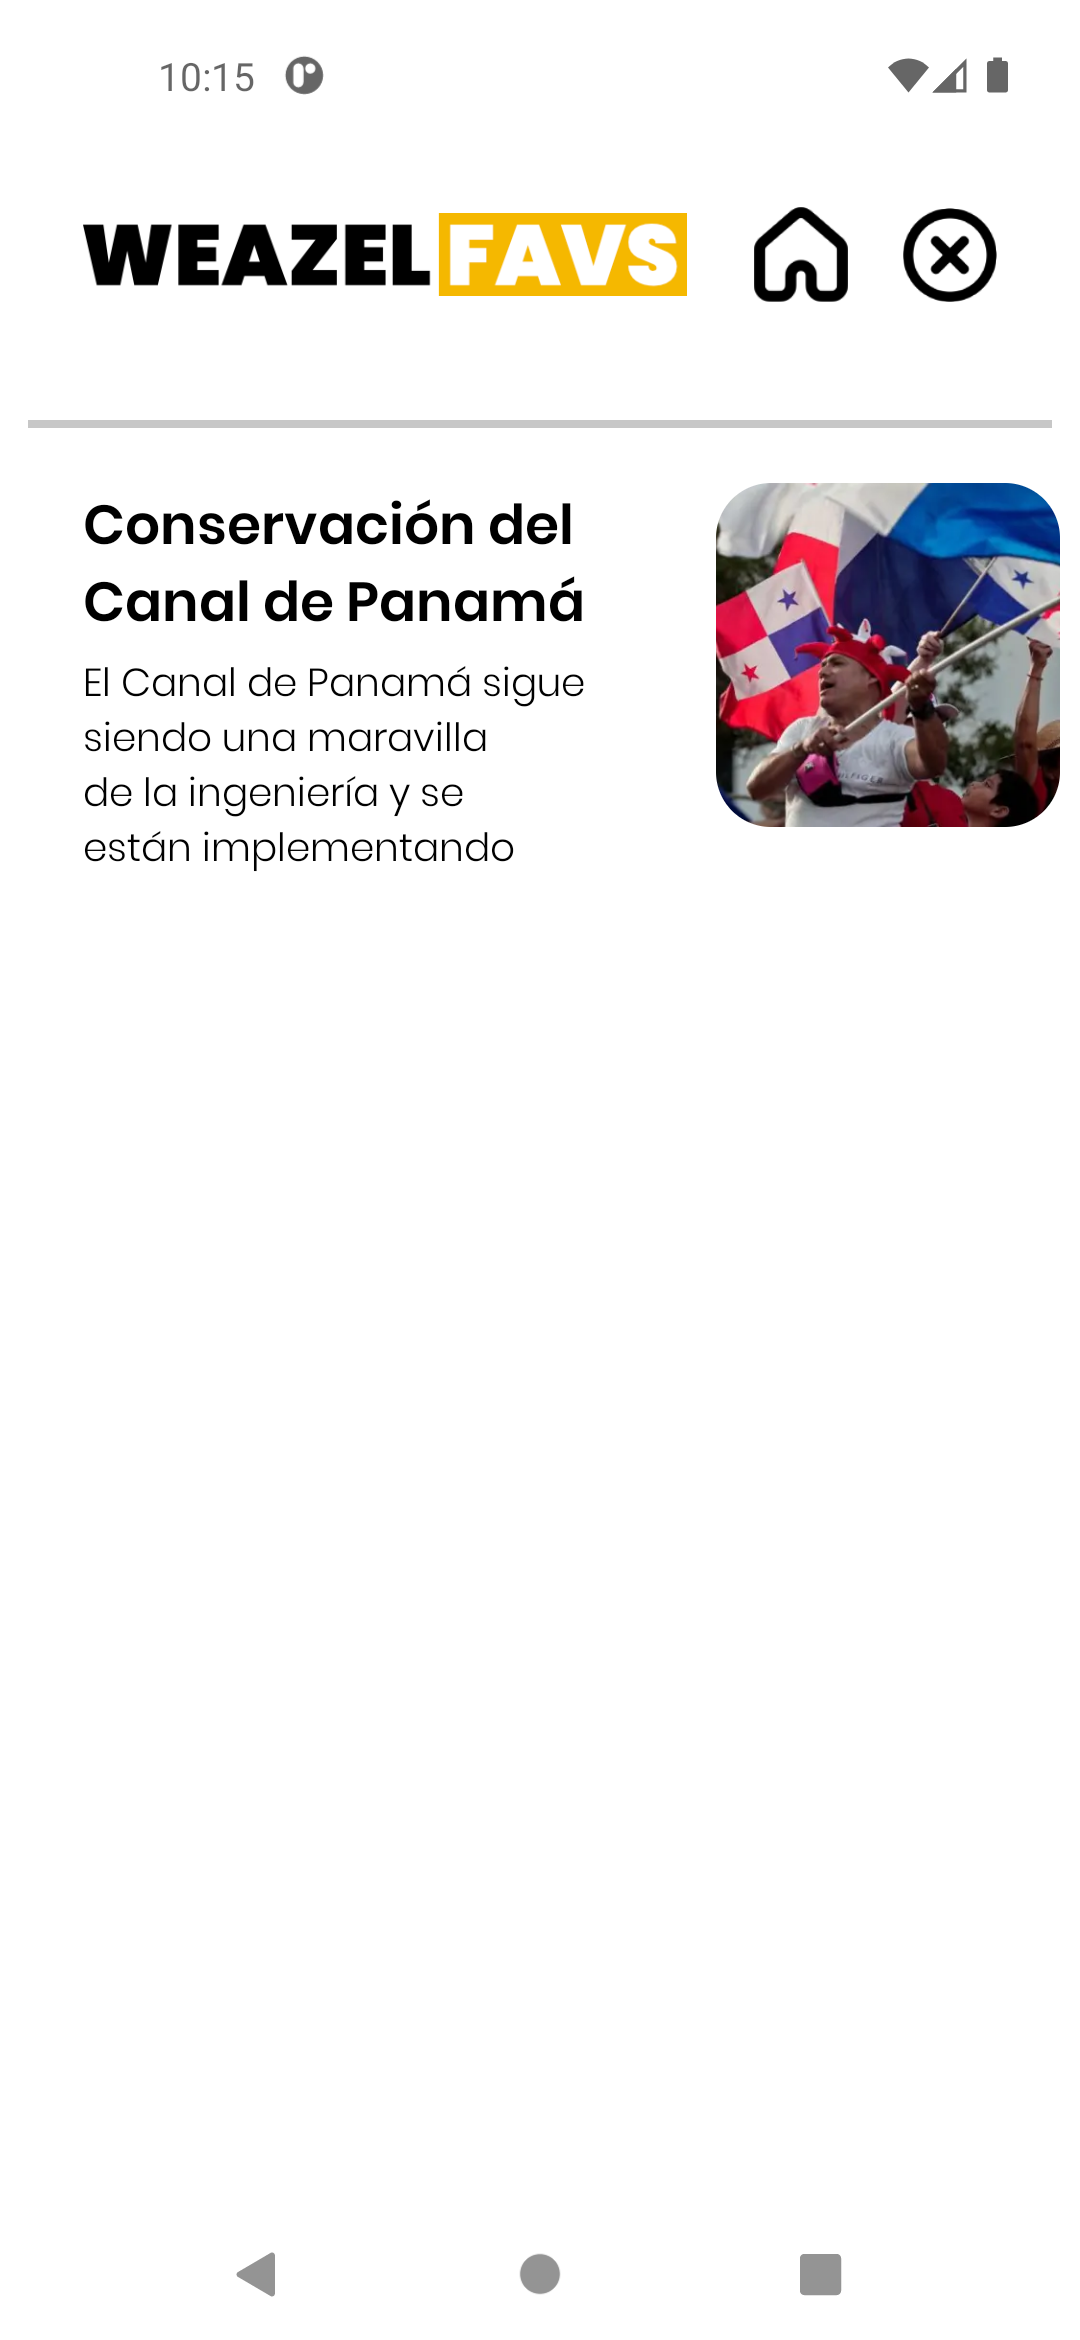 10:15
WEAZEL FAVS
Conservación del
Canal de Panamá
El Canal de Panamá sigue
siendo una maravilla
de la ingeniería y se
están implementando